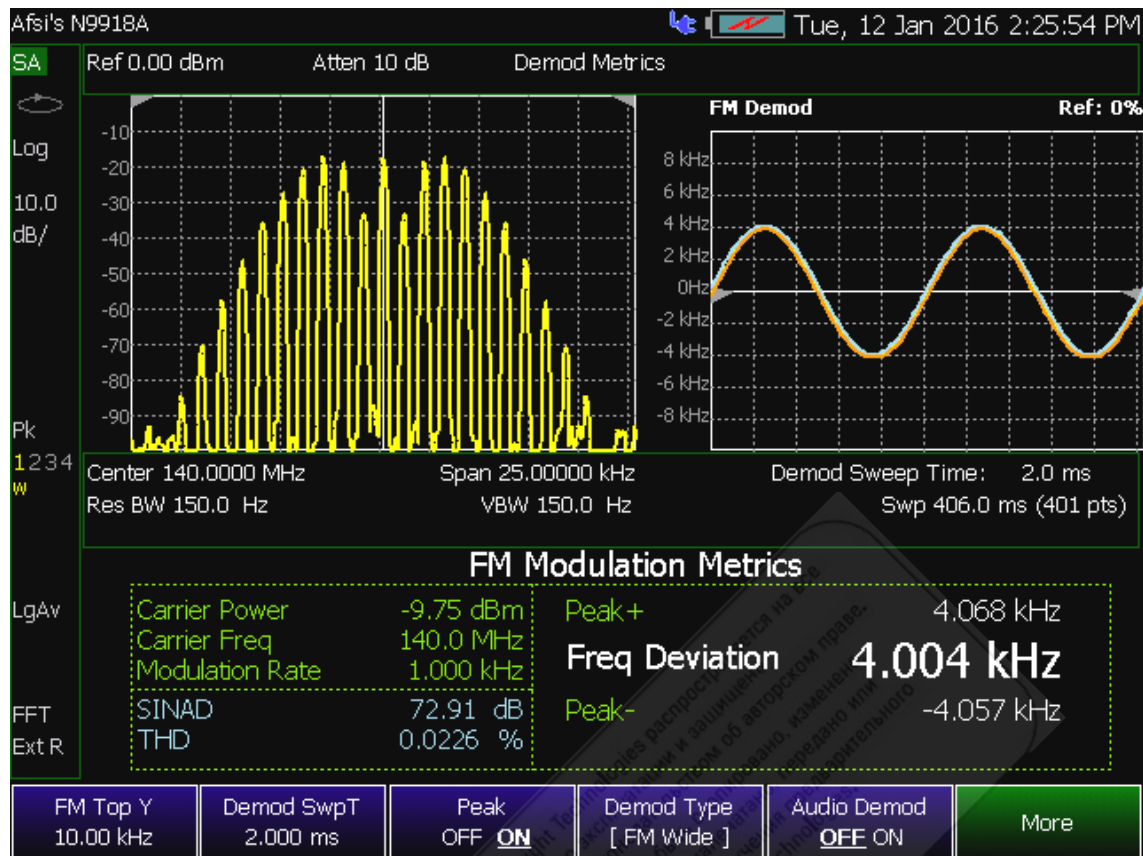 Afsi's N9918A
Tue, 12 Jan 2016 2:25:54 PM
SA
Ref 0.00 dBm Atten 10 dB Demod Metrics
Log
10.0
dB/
Pk
1234
W
LgAv
FFT
Ext R
-10
-20
-30
-40
-50
-60
-70
-80
-90
FM Demod Ref: 0%
8 kHz
6 kHz
4 kHz
2 kHz
0Hz
-2 kHz
-4 kHz
-6 kHz
-8 kHz
Center 140.0000 MHz Span 25.00000 kHz Demod Sweep Time: 2.0 ms
Res BW 150.0 Hz VBW 150.0 Hz Swp 406.0 ms (401 pts)
FM Modulation Metrics
Carrier Power -9.75 dBm
Carrier Freq 140.0 MHz
Modulation Rate 1.000 kHz
SINAD 72.91 dB
THD 0.0226 %
Peak+ 4.068 kHz
Freq Deviation 4.004 kHz
Peak- -4.057 kHz
FM Top Y
10.00 kHz
Demod SwpT
2.000 ms
Peak
OFF ON
Demod Type
[ FM Wide ]
Audio Demod
OFF ON
More